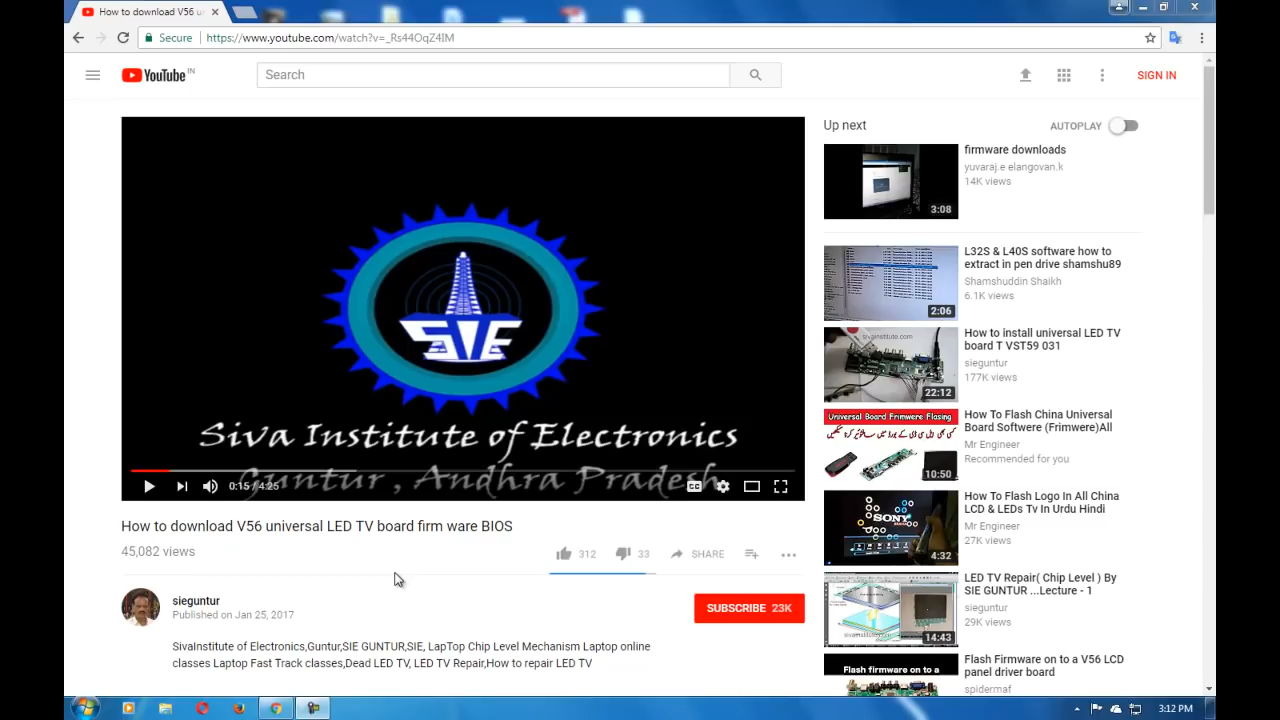 How to download V56 u
Secure
https://www.youtube.com/watch?v=_Rs44OqZ4IM
YouTube IN
Search
SIGN IN
SIE
Siva Institute of Electronics
Guntur , Andhra Pradesh
0:15 / 4:25
CC
How to download V56 universal LED TV board firm ware BIOS
45,082 views
312
33
SHARE
sieguntur
Published on Jan 25, 2017
SUBSCRIBE 23K
Sivainstitute of Electronics,Guntur,SIE GUNTUR,SIE, LapTop Chip Level Mechanism Laptop online
classes Laptop Fast Track classes,Dead LED TV, LED TV Repair,How to repair LED TV
Up next
AUTOPLAY
3:08
firmware downloads
yuvaraj.e elangovan.k
14K views
2:06
L32S & L40S software how to
extract in pen drive shamshu89
Shamshuddin Shaikh
6.1K views
sivainstitute.com
22:12
How to install universal LED TV
board T VST59 031
sieguntur
177K views
Universal Board Frimwere Flasing
10:50
How To Flash China Universal
Board Softwere (Frimwere)All
Mr Engineer
Recommended for you
SONY
4:32
How To Flash Logo In All China
LCD & LEDs Tv In Urdu Hindi
Mr Engineer
27K views
14:43
LED TV Repair( Chip Level ) By
SIE GUNTUR ...Lecture - 1
sieguntur
29K views
Flash firmware on to a
Flash Firmware on to a V56 LCD
panel driver board
spidermaf
3:12 PM